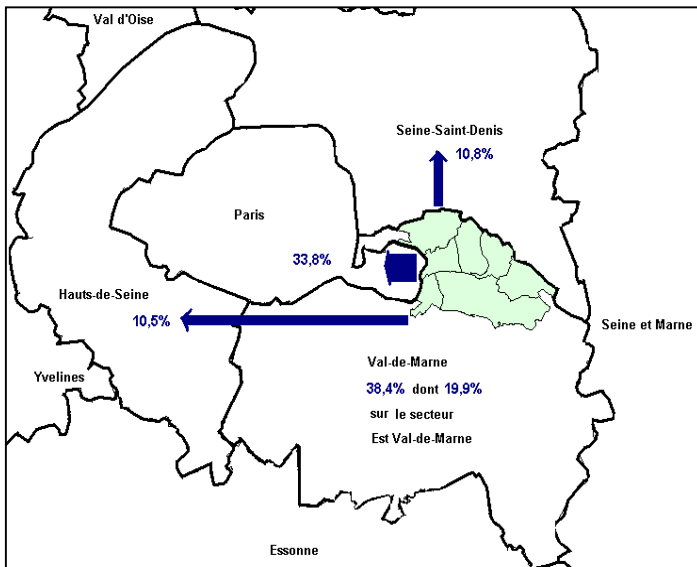 Val d'Oise
Seine-Saint-Denis
10,8%
Paris
33,8%
Hauts-de-Seine
10,5%
Seine et Marne
Yvelines
Val-de-Marne
38,4% dont 19,9%
sur le secteur
Est Val-de-Marne
Essonne